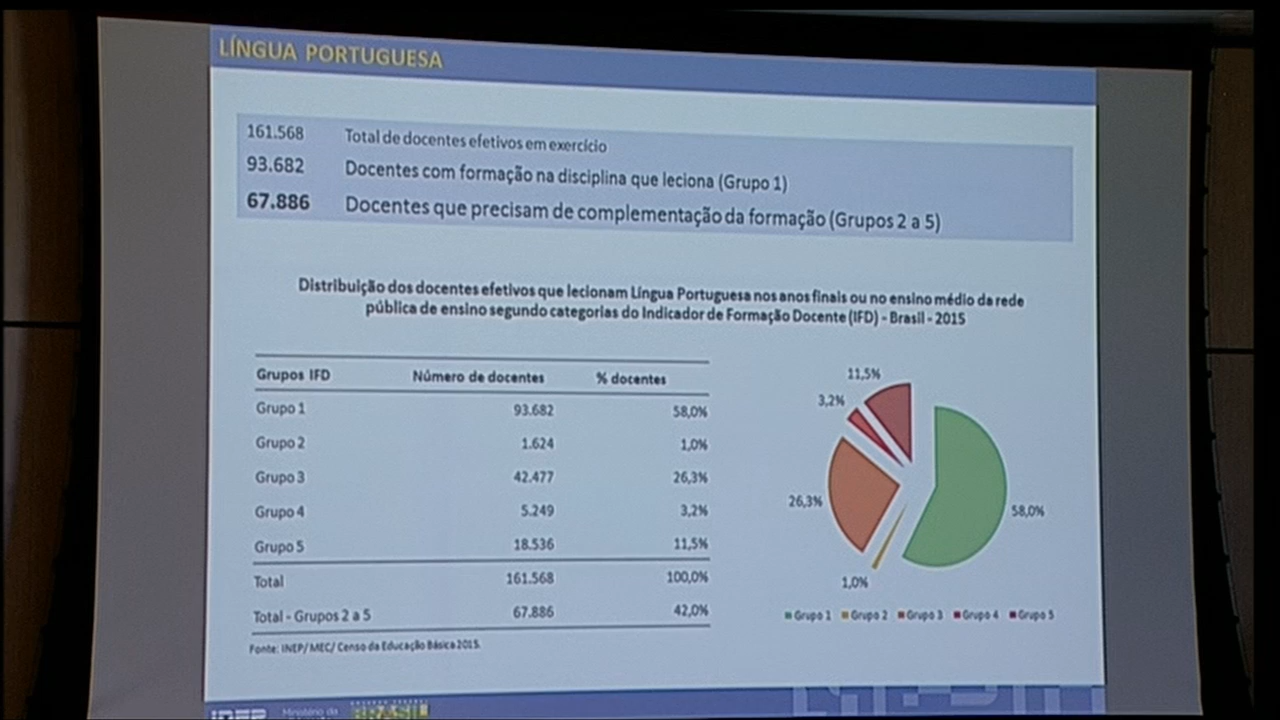 LÍNGUA PORTUGUESA
161.568 Total de docentes efetivos em exercício
93.682 Docentes com formação na disciplina que leciona (Grupo 1)
67.886 Docentes que precisam de complementação da formação (Grupos 2 a 5)
Distribuição dos docentes efetivos que lecionam Língua Portuguesa nos anos finais ou no ensino médio da rede
pública de ensino segundo categorias do Indicador de Formação Docente (IFD) - Brasil - 2015
Grupos IFD Número de docentes % docentes
Grupo 1 93.682 58,0%
Grupo 2 1.624 1,0%
Grupo 3 42.477 26,3%
Grupo 4 5.249 3,2%
Grupo 5 18.536 11,5%
Total 161.568 100,0%
Total - Grupos 2 a 5 67.886 42,0%
Fonte: INEP/ MEC/ Censo da Educação Básica 2015.
11,5%
3,2%
26,3%
58,0%
1,0%
Grupo 1 Grupo 2 Grupo 3 Grupo 4 Grupo 5
INEP Ministério da BRASIL